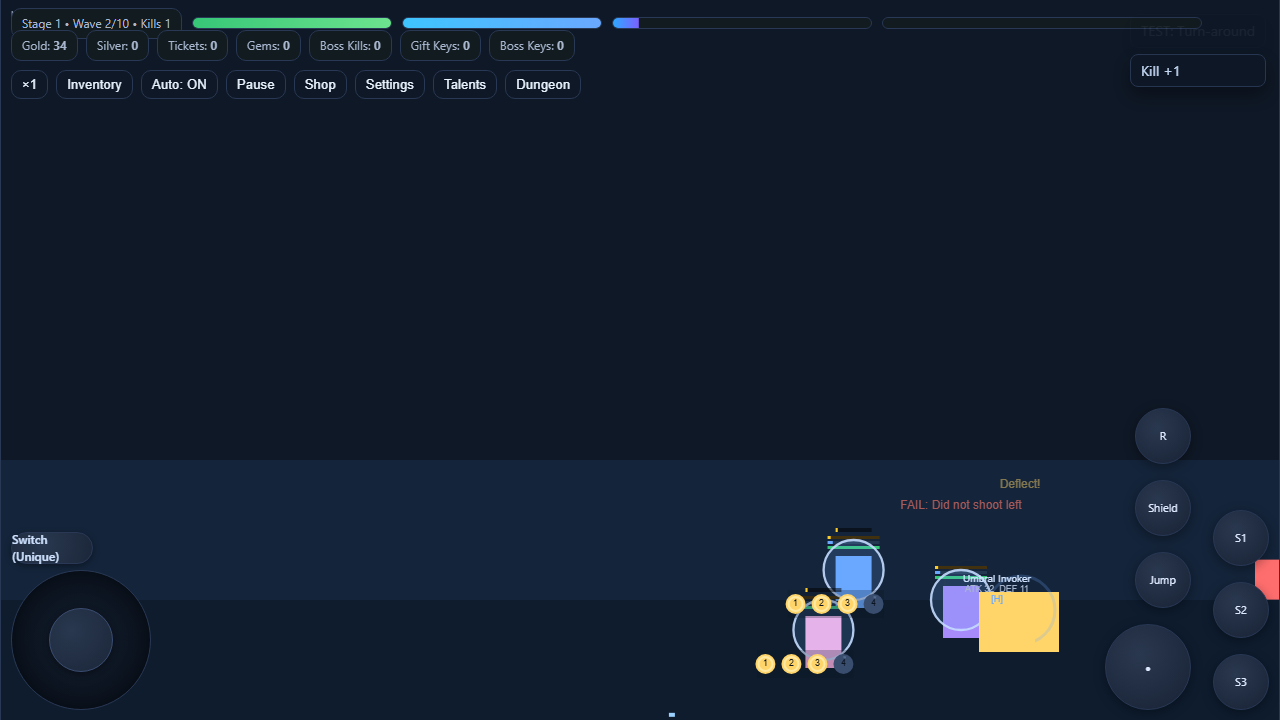 Stage 1 • Wave 2/10 • Kills 1
TEST: Turn-around
Gold: 34
Silver: 0
Tickets: 0
Gems: 0
Boss Kills: 0
Gift Keys: 0
Boss Keys: 0
Kill +1
×1
Inventory
Auto: ON
Pause
Shop
Settings
Talents
Dungeon
R
Deflect!
FAIL: Did not shoot left
Shield
Switch
(Unique)
S1
Jump
Umbral Invoker
ATK 32 DEF 11
[H]
1 2 3 4
S2
1 2 3 4
S3